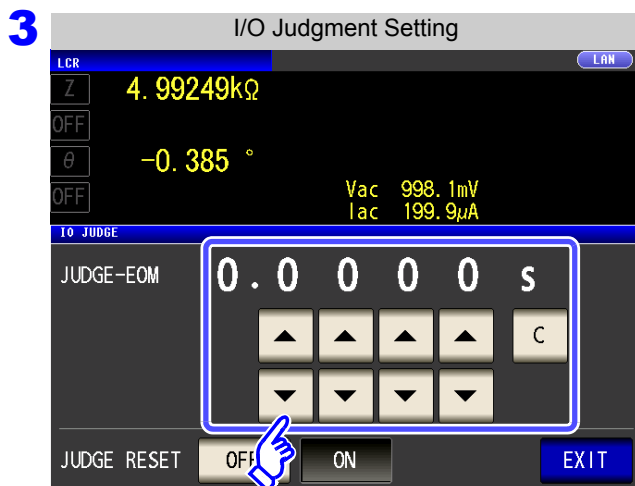 3
I/O Judgment Setting
LCR
LAN
Z 4.99249kΩ
OFF
θ -0.385 °
OFF
Vac 998.1mV
Iac 199.9μA
IO JUDGE
JUDGE-EOM 0.0000 s
C
JUDGE RESET ON EXIT